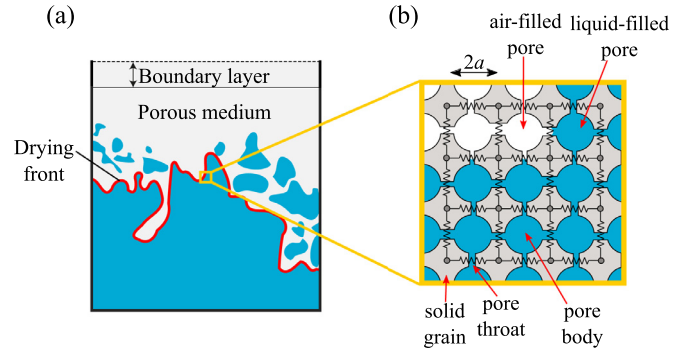 (a)
Boundary layer
Porous medium
Drying
front
(b)
air-filled
pore
liquid-filled
pore
2a
solid
grain
pore
throat
pore
body